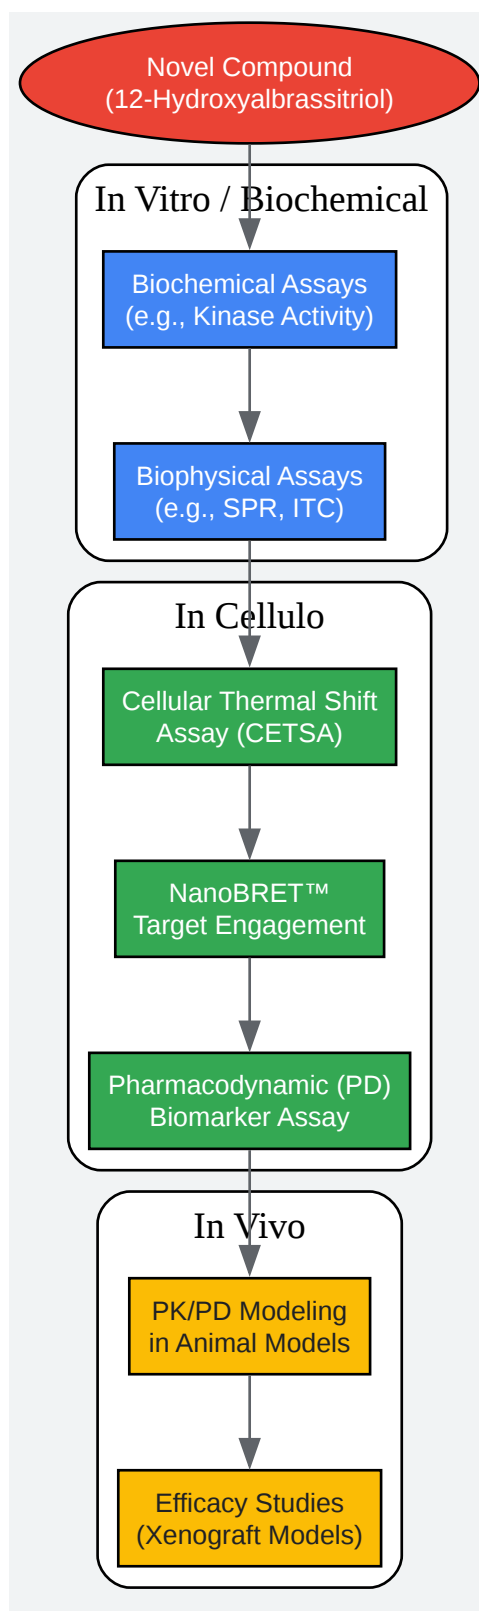 Novel Compound
(12-Hydroxyalbrassitriol)
In Vitro / Biochemical
Biochemical Assays
(e.g., Kinase Activity)
Biophysical Assays
(e.g., SPR, ITC)
In Cellulo
Cellular Thermal Shift
Assay (CETSA)
NanoBRET™
Target Engagement
Pharmacodynamic (PD)
Biomarker Assay
In Vivo
PK/PD Modeling
in Animal Models
Efficacy Studies
(Xenograft Models)